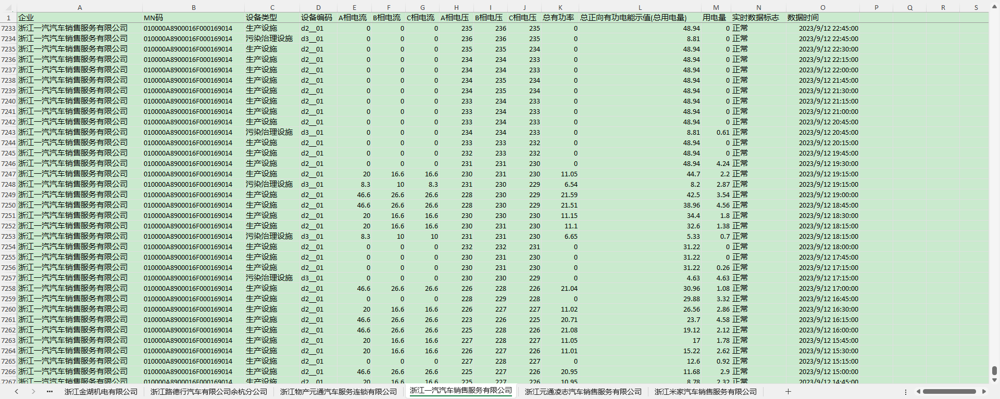 A B C D E F G H I J K L M N O P Q R S
1 企业 MN码 设备类型 设备编码 A相电流 B相电流 C相电流 A相电压 B相电压 C相电压 总有功率 总正向有功电能示值(总用电量) 用电量 实时数据标志 数据时间
7233 浙江一汽汽车销售服务有限公司 010000A8900016F000169014 生产设施 d2__01 0 0 0 235 236 235 0 48.94 0 正常 2023/9/12 22:45:00
7234 浙江一汽汽车销售服务有限公司 010000A8900016F000169014 污染治理设施 d3__01 0 0 0 236 236 235 0 8.81 0 正常 2023/9/12 22:45:00
7235 浙江一汽汽车销售服务有限公司 010000A8900016F000169014 生产设施 d2__01 0 0 0 235 235 234 0 48.94 0 正常 2023/9/12 22:30:00
7236 浙江一汽汽车销售服务有限公司 010000A8900016F000169014 生产设施 d2__01 0 0 0 234 234 233 0 48.94 0 正常 2023/9/12 22:15:00
7237 浙江一汽汽车销售服务有限公司 010000A8900016F000169014 生产设施 d2__01 0 0 0 234 234 233 0 48.94 0 正常 2023/9/12 22:00:00
7238 浙江一汽汽车销售服务有限公司 010000A8900016F000169014 生产设施 d2__01 0 0 0 234 235 234 0 48.94 0 正常 2023/9/12 21:45:00
7239 浙江一汽汽车销售服务有限公司 010000A8900016F000169014 生产设施 d2__01 0 0 0 234 235 234 0 48.94 0 正常 2023/9/12 21:30:00
7240 浙江一汽汽车销售服务有限公司 010000A8900016F000169014 生产设施 d2__01 0 0 0 233 234 233 0 48.94 0 正常 2023/9/12 21:15:00
7241 浙江一汽汽车销售服务有限公司 010000A8900016F000169014 生产设施 d2__01 0 0 0 233 234 233 0 48.94 0 正常 2023/9/12 21:00:00
7242 浙江一汽汽车销售服务有限公司 010000A8900016F000169014 生产设施 d2__01 0 0 0 233 234 233 0 48.94 0 正常 2023/9/12 20:45:00
7243 浙江一汽汽车销售服务有限公司 010000A8900016F000169014 污染治理设施 d3__01 0 0 0 234 234 233 0 8.81 0.61 正常 2023/9/12 20:45:00
7244 浙江一汽汽车销售服务有限公司 010000A8900016F000169014 生产设施 d2__01 0 0 0 233 233 232 0 48.94 0 正常 2023/9/12 20:15:00
7245 浙江一汽汽车销售服务有限公司 010000A8900016F000169014 生产设施 d2__01 0 0 0 232 233 232 0 48.94 0 正常 2023/9/12 19:45:00
7246 浙江一汽汽车销售服务有限公司 010000A8900016F000169014 生产设施 d2__01 0 0 0 231 231 230 0 48.94 4.24 正常 2023/9/12 19:30:00
7247 浙江一汽汽车销售服务有限公司 010000A8900016F000169014 生产设施 d2__01 20 16.6 16.6 230 231 230 11.05 44.7 2.2 正常 2023/9/12 19:15:00
7248 浙江一汽汽车销售服务有限公司 010000A8900016F000169014 污染治理设施 d3__01 8.3 10 8.3 231 230 229 6.54 8.2 2.87 正常 2023/9/12 19:15:00
7249 浙江一汽汽车销售服务有限公司 010000A8900016F000169014 生产设施 d2__01 46.6 26.6 26.6 228 230 229 21.59 42.5 3.54 正常 2023/9/12 19:00:00
7250 浙江一汽汽车销售服务有限公司 010000A8900016F000169014 生产设施 d2__01 46.6 26.6 26.6 228 230 229 21.51 38.96 4.56 正常 2023/9/12 18:45:00
7251 浙江一汽汽车销售服务有限公司 010000A8900016F000169014 生产设施 d2__01 20 16.6 16.6 230 230 230 11.15 34.4 1.8 正常 2023/9/12 18:30:00
7252 浙江一汽汽车销售服务有限公司 010000A8900016F000169014 生产设施 d2__01 20 16.6 16.6 230 231 230 11.1 32.6 1.38 正常 2023/9/12 18:15:00
7253 浙江一汽汽车销售服务有限公司 010000A8900016F000169014 污染治理设施 d3__01 8.3 10 10 231 231 230 6.65 5.33 0.7 正常 2023/9/12 18:15:00
7254 浙江一汽汽车销售服务有限公司 010000A8900016F000169014 生产设施 d2__01 0 0 0 232 232 231 0 31.22 0 正常 2023/9/12 18:00:00
7255 浙江一汽汽车销售服务有限公司 010000A8900016F000169014 生产设施 d2__01 0 0 0 230 231 230 0 31.22 0 正常 2023/9/12 17:45:00
7256 浙江一汽汽车销售服务有限公司 010000A8900016F000169014 生产设施 d2__01 0 0 0 230 231 230 0 31.22 0.26 正常 2023/9/12 17:15:00
7257 浙江一汽汽车销售服务有限公司 010000A8900016F000169014 污染治理设施 d3__01 0 0 0 230 230 229 0 4.63 4.63 正常 2023/9/12 17:15:00
7258 浙江一汽汽车销售服务有限公司 010000A8900016F000169014 生产设施 d2__01 46.6 26.6 26.6 226 228 226 21.04 30.96 1.08 正常 2023/9/12 17:00:00
7259 浙江一汽汽车销售服务有限公司 010000A8900016F000169014 生产设施 d2__01 0 0 0 228 229 228 0 29.88 3.32 正常 2023/9/12 16:45:00
7260 浙江一汽汽车销售服务有限公司 010000A8900016F000169014 生产设施 d2__01 20 16.6 16.6 226 227 227 11.02 26.56 2.86 正常 2023/9/12 16:30:00
7261 浙江一汽汽车销售服务有限公司 010000A8900016F000169014 生产设施 d2__01 46.6 26.6 26.6 223 226 225 20.71 23.7 4.58 正常 2023/9/12 16:15:00
7262 浙江一汽汽车销售服务有限公司 010000A8900016F000169014 生产设施 d2__01 46.6 26.6 26.6 225 228 226 21.08 19.12 2.12 正常 2023/9/12 16:00:00
7263 浙江一汽汽车销售服务有限公司 010000A8900016F000169014 生产设施 d2__01 20 16.6 16.6 227 228 227 11.05 17 1.78 正常 2023/9/12 15:45:00
7264 浙江一汽汽车销售服务有限公司 010000A8900016F000169014 生产设施 d2__01 20 16.6 16.6 226 227 226 11.01 15.22 2.62 正常 2023/9/12 15:30:00
7265 浙江一汽汽车销售服务有限公司 010000A8900016F000169014 生产设施 d2__01 0 0 0 227 228 227 0 12.6 0.92 正常 2023/9/12 15:15:00
7266 浙江一汽汽车销售服务有限公司 010000A8900016F000169014 生产设施 d2__01 46.6 26.6 26.6 225 227 226 20.95 11.68 2.9 正常 2023/9/12 15:00:00
7267 浙江一汽汽车销售服务有限公司 010000A8900016F000169014 生产设施 d2__01 20 16.6 16.6 225 227 226 10.95 8.78 2.32 正常 2023/9/12 14:45:00
浙江金湖机电有限公司 浙江路德行汽车有限公司余杭分公司 浙江物产元通汽车服务连锁有限公司 浙江一汽汽车销售服务有限公司 浙江元通凌志汽车销售服务有限公司 浙江米家汽车销售服务有限公司